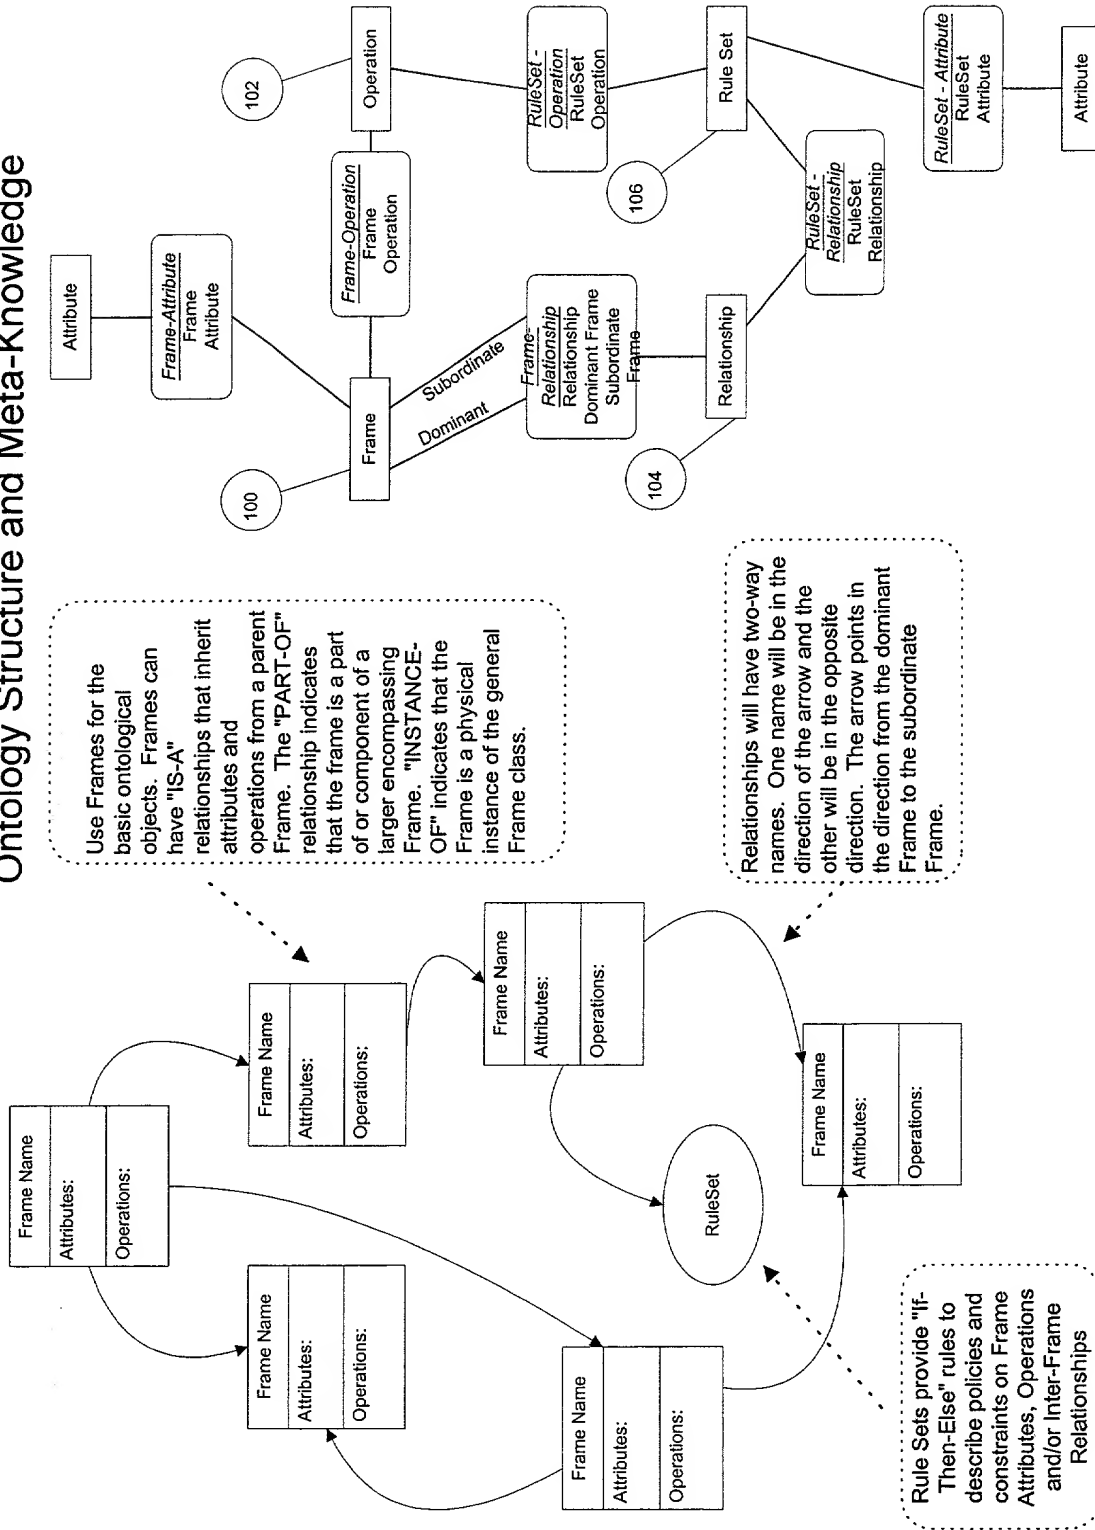 Ontology Structure and Meta-Knowledge
Frame Name
Attributes:
Operations:
Frame Name
Attributes:
Operations:
Frame Name
Attributes:
Operations:
Frame Name
Attributes:
Operations:
Frame Name
Attributes:
Operations:
Frame Name
Attributes:
Operations:
RuleSet
Rule Sets provide "If-
Then-Else" rules to
describe policies and
constraints on Frame
Attributes, Operations
and/or Inter-Frame
Relationships
Use Frames for the
basic ontological
objects. Frames can
have "IS-A"
relationships that inherit
attributes and
operations from a parent
Frame. The "PART-OF"
relationship indicates
that the frame is a part
of or component of a
larger encompassing
Frame. "INSTANCE-
OF" indicates that the
Frame is a physical
instance of the general
Frame class.
Relationships will have two-way
names. One name will be in the
direction of the arrow and the
other will be in the opposite
direction. The arrow points in
the direction from the dominant
Frame to the subordinate
Frame.
Attribute
Frame-Attribute
Frame
Attribute
100
Frame
Frame-Operation
Frame
Operation
102
Operation
Dominant
Subordinate
Frame-
Relationship
Relationship
Dominant Frame
Subordinate
Frame
RuleSet -
Operation
RuleSet
Operation
104
Relationship
106
Rule Set
RuleSet -
Relationship
RuleSet
Relationship
RuleSet - Attribute
RuleSet
Attribute
Attribute